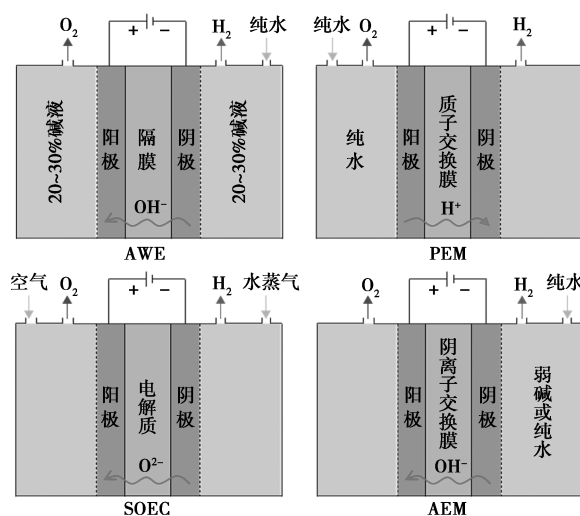 O₂ + − H₂ 纯水
20~30%碱液
阳极
隔膜
阴极
20~30%碱液
OH⁻
AWE
纯水 O₂ + − H₂
纯水
阳极
质子交换膜
阴极
H⁺
PEM
空气 O₂ + − H₂ 水蒸气
阳极
电解质
阴极
O²⁻
SOEC
O₂ + − H₂ 纯水
阳极
阴离子交换膜
阴极
弱碱或纯水
OH⁻
AEM